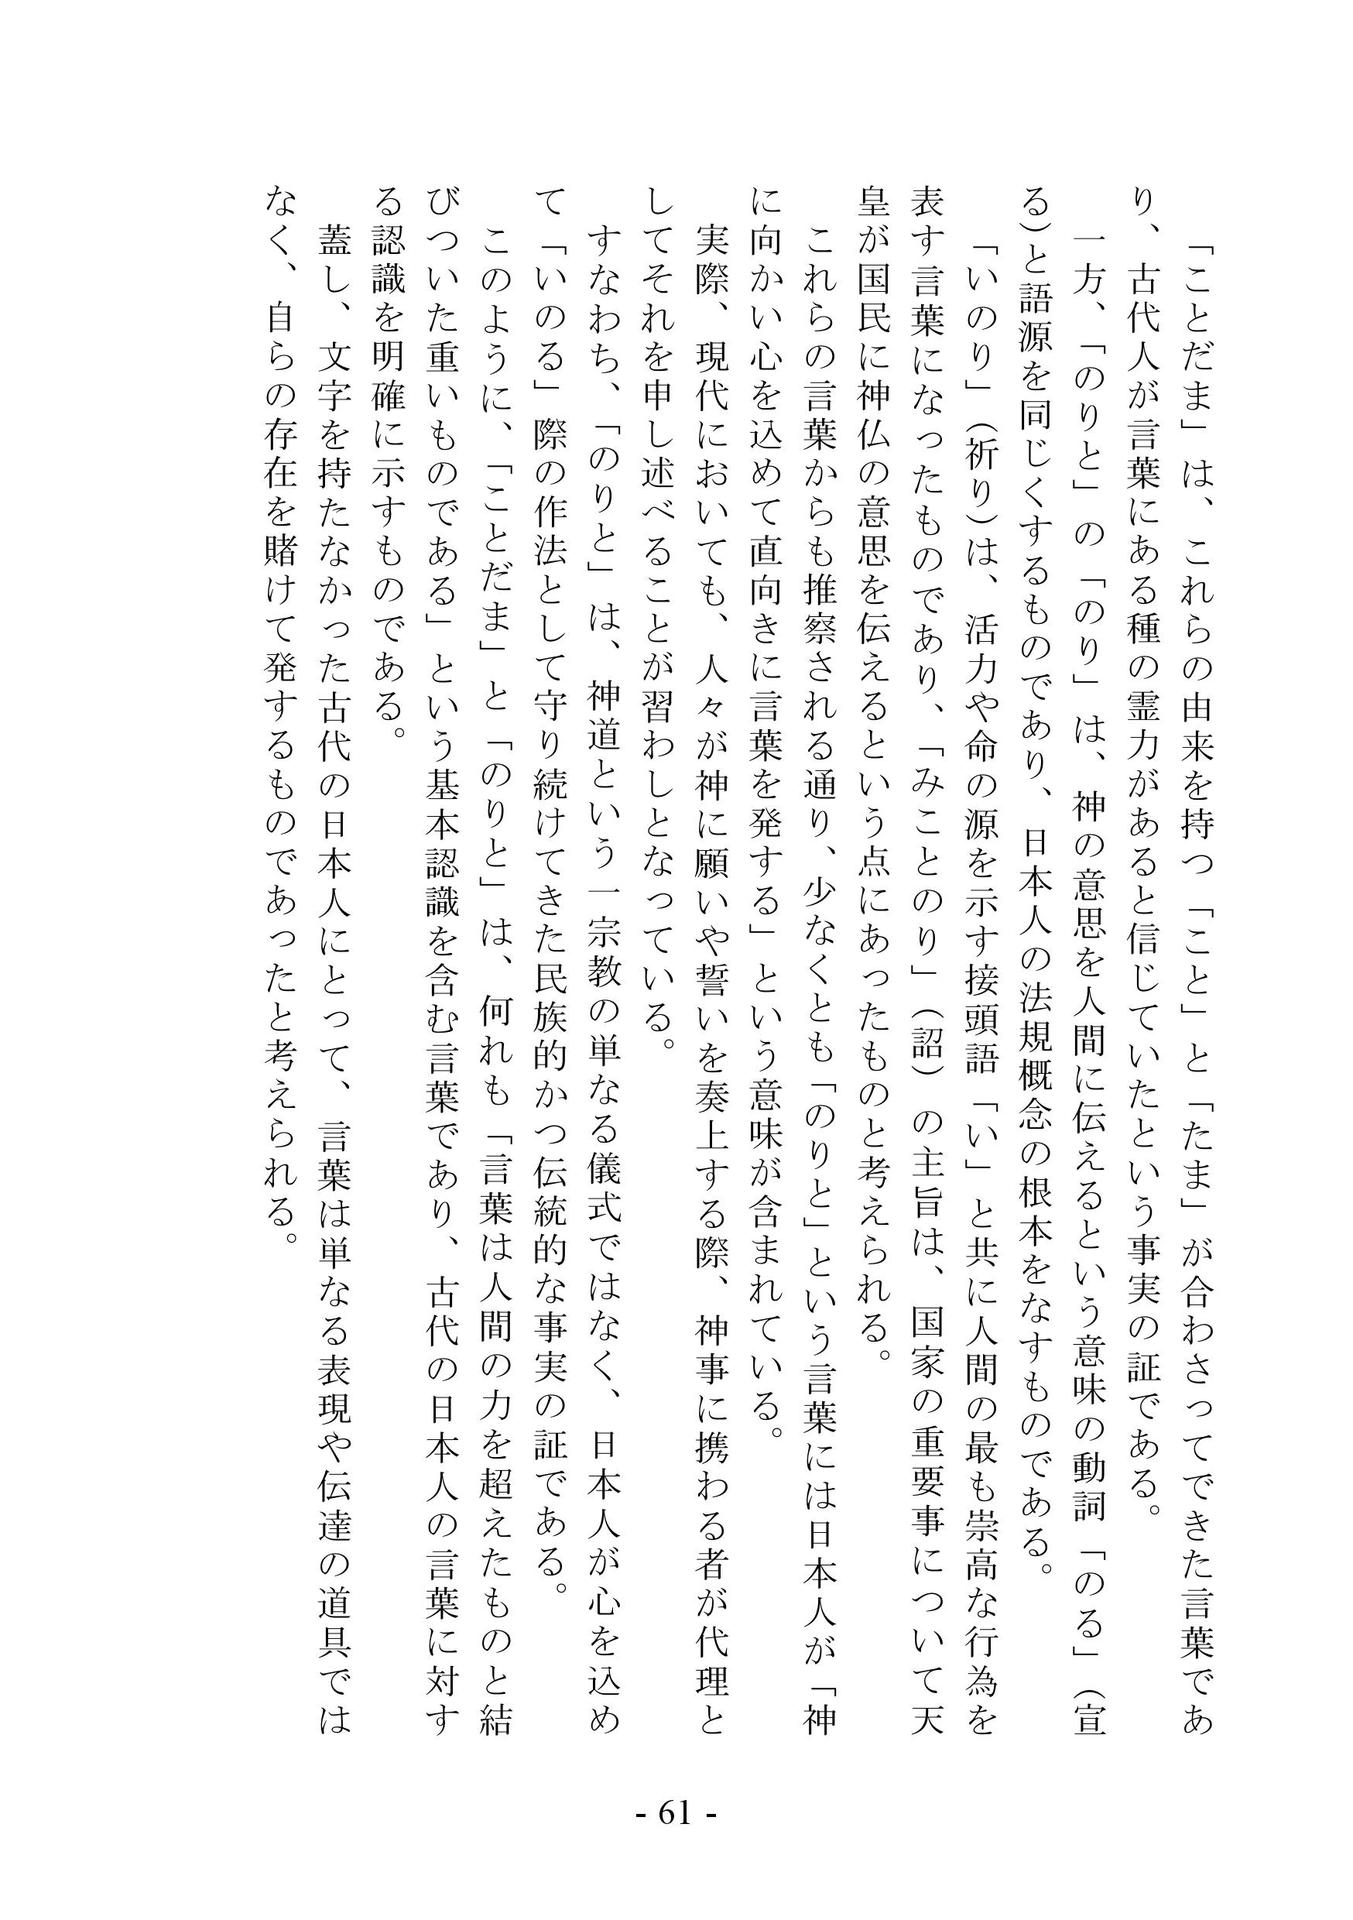 「ことだま」は、これらの由来を持つ「こと」と「たま」が合わさってできた言葉であ
り、古代人が言葉にある種の霊力があると信じていたという事実の証である。
一方、「のりと」の「のり」は、神の意思を人間に伝えるという意味の動詞「のる」（宣
る）と語源を同じくするものであり、日本人の法規概念の根本をなすものである。
「いのり」（祈り）は、活力や命の源を示す接頭語「い」と共に人間の最も崇高な行為を
表す言葉になったものであり、「みことのり」（詔）の主旨は、国家の重要事について天
皇が国民に神仏の意思を伝えるという点にあったものと考えられる。
これらの言葉からも推察される通り、少なくとも「のりと」という言葉には日本人が「神
に向かい心を込めて直向きに言葉を発する」という意味が含まれている。
実際、現代においても、人々が神に願いや誓いを奏上する際、神事に携わる者が代理と
してそれを申し述べることが習わしとなっている。
すなわち、「のりと」は、神道という一宗教の単なる儀式ではなく、日本人が心を込め
て「いのる」際の作法として守り続けてきた民族的かつ伝統的な事実の証である。
このように、「ことだま」と「のりと」は、何れも「言葉は人間の力を超えたものと結
びついた重いものである」という基本認識を含む言葉であり、古代の日本人の言葉に対す
る認識を明確に示すものである。
蓋し、文字を持たなかった古代の日本人にとって、言葉は単なる表現や伝達の道具では
なく、自らの存在を賭けて発するものであったと考えられる。
- 61 -